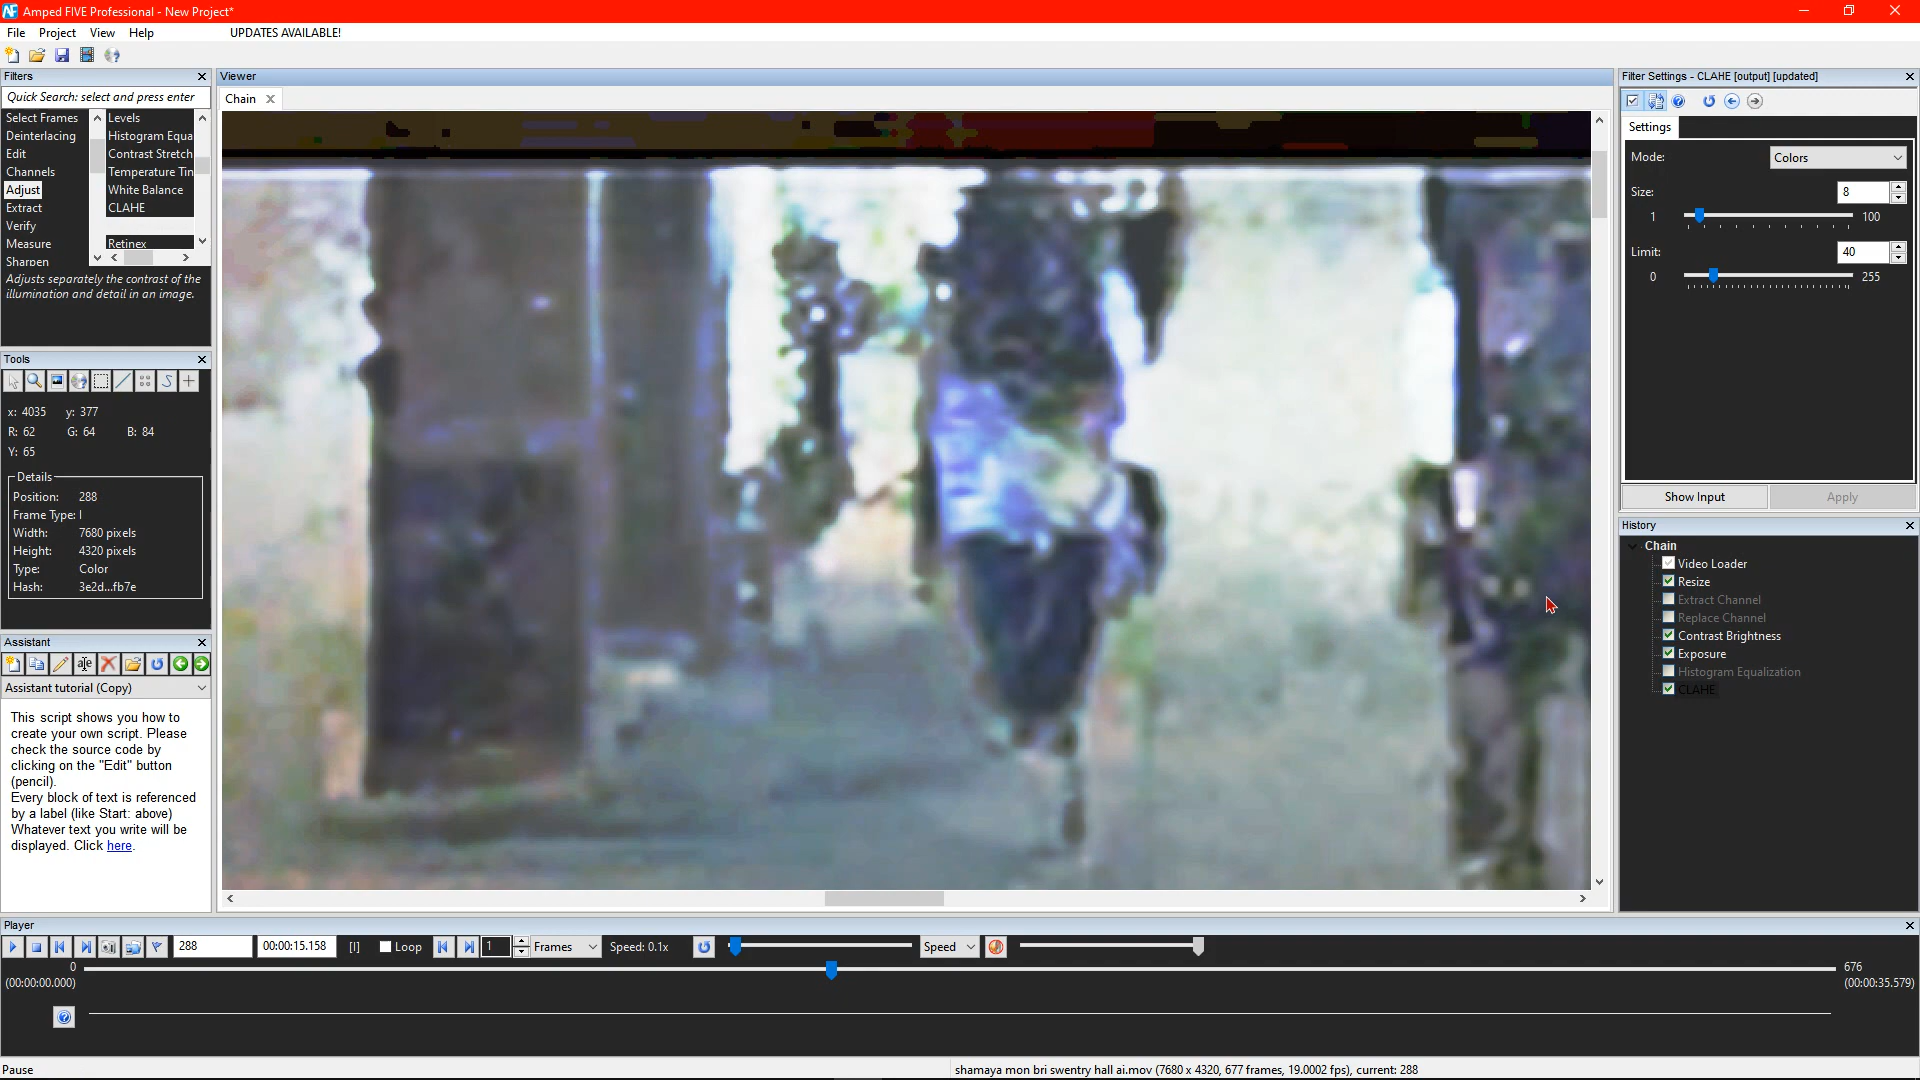 Amped FIVE Professional - New Project*
File Project View Help UPDATES AVAILABLE!
Filters
Quick Search: select and press enter
Select Frames
Deinterlacing
Edit
Channels
Adjust
Extract
Verify
Measure
Sharpen
Levels
Histogram Equa
Contrast Stretch
Temperature Tin
White Balance
CLAHE
Retinex
Adjusts separately the contrast of the
illumination and detail in an image.
Tools
x: 4035 y: 377
R: 62 G: 64 B: 84
Y: 65
Details
Position: 288
Frame Type: I
Width: 7680 pixels
Height: 4320 pixels
Type: Color
Hash: 3e2d...fb7e
Assistant
Assistant tutorial (Copy)
This script shows you how to
create your own script. Please
check the source code by
clicking on the "Edit" button
(pencil).
Every block of text is referenced
by a label (like Start: above)
Whatever text you write will be
displayed. Click here.
Viewer
Chain
Filter Settings - CLAHE [output] [updated]
Settings
Mode: Colors
Size: 8
1 100
Limit: 40
0 255
Show Input Apply
History
Chain
Video Loader
Resize
Extract Channel
Replace Channel
Contrast Brightness
Exposure
Histogram Equalization
CLAHE
Player
288 00:00:15.158 [I] Loop 1 Frames Speed: 0.1x Speed
0 676
(00:00:00.000) (00:00:35.579)
Pause shamaya mon bri swentry hall ai.mov (7680 x 4320, 677 frames, 19.0002 fps), current: 288